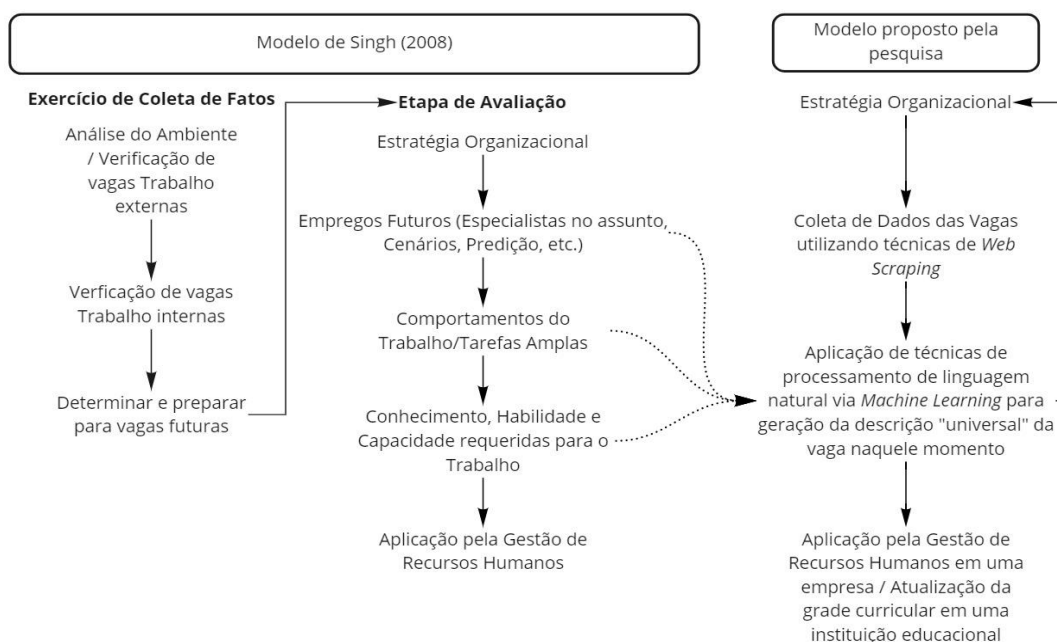 Modelo de Singh (2008)
Modelo proposto pela
pesquisa
Exercício de Coleta de Fatos
Análise do Ambiente
/ Verificação de
vagas Trabalho
externas
Verficação de vagas
Trabalho internas
Determinar e preparar
para vagas futuras
Etapa de Avaliação
Estratégia Organizacional
Empregos Futuros (Especialistas no assunto,
Cenários, Predição, etc.)
Comportamentos do
Trabalho/Tarefas Amplas
Conhecimento, Habilidade e
Capacidade requeridas para o
Trabalho
Aplicação pela Gestão de
Recursos Humanos
Estratégia Organizacional
Coleta de Dados das Vagas
utilizando técnicas de Web
Scraping
Aplicação de técnicas de
processamento de linguagem
natural via Machine Learning para
geração da descrição "universal" da
vaga naquele momento
Aplicação pela Gestão de
Recursos Humanos em uma
empresa / Atualização da
grade curricular em uma
instituição educacional